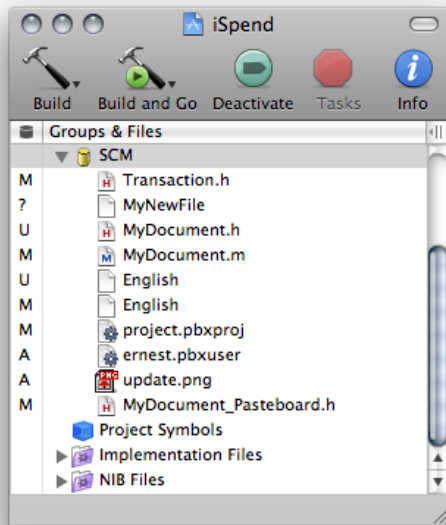 iSpend
Build Build and Go Deactivate Tasks Info
Groups & Files
SCM
M Transaction.h
? MyNewFile
U MyDocument.h
M MyDocument.m
U English
M English
M project.pbxproj
A ernest.pbxuser
A update.png
M MyDocument_Pasteboard.h
Project Symbols
Implementation Files
NIB Files